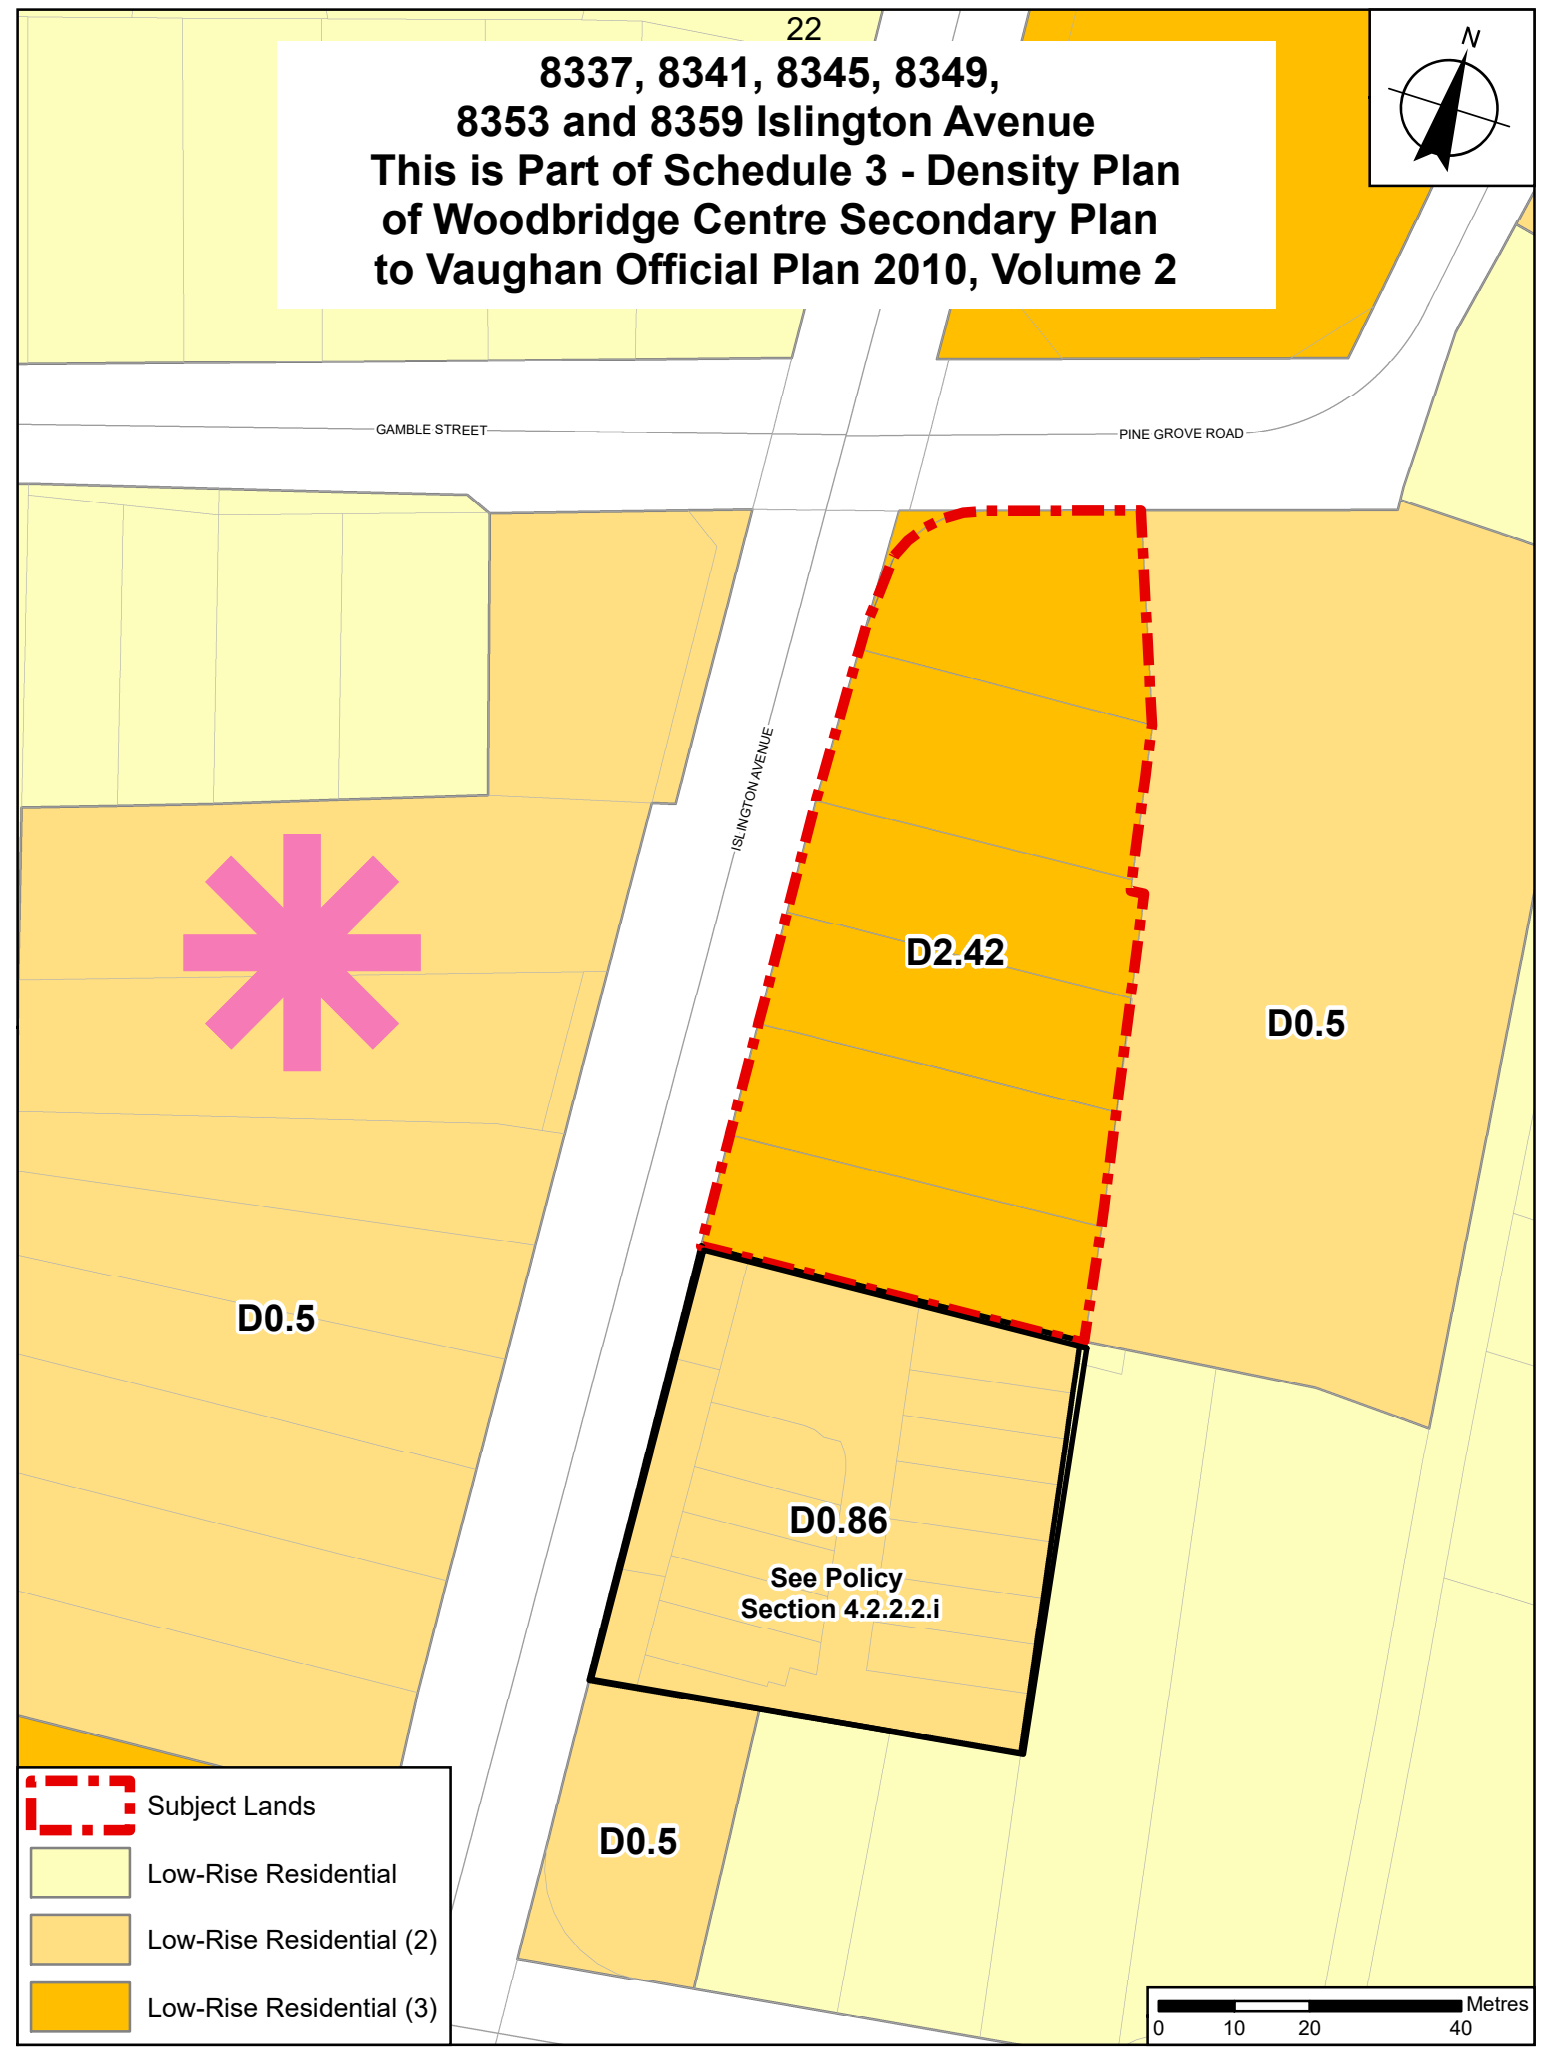 22
8337, 8341, 8345, 8349,
8353 and 8359 Islington Avenue
This is Part of Schedule 3 - Density Plan
of Woodbridge Centre Secondary Plan
to Vaughan Official Plan 2010, Volume 2
N
GAMBLE STREET
PINE GROVE ROAD
ISLINGTON AVENUE
D2.42
D0.5
D0.5
D0.86
See Policy
Section 4.2.2.2.i
D0.5
Subject Lands
Low-Rise Residential
Low-Rise Residential (2)
Low-Rise Residential (3)
Metres
0 10 20 40